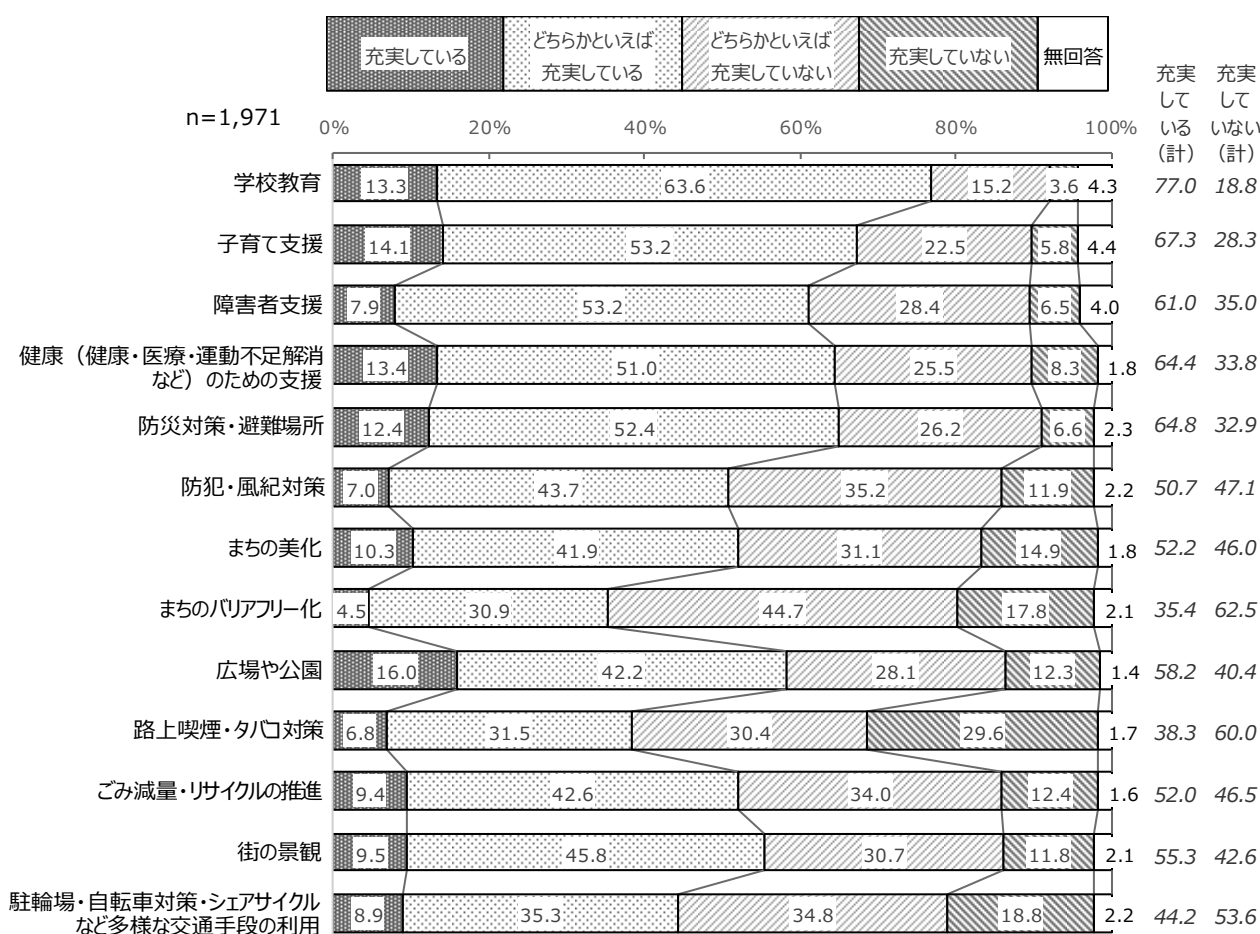 充実している
どちらかといえば
充実している
どちらかといえば
充実していない
充実していない
無回答
充実
して
いる
(計)
充実
して
いない
(計)
n=1,971
0% 20% 40% 60% 80% 100%
学校教育 13.3 63.6 15.2 3.6 4.3 77.0 18.8
子育て支援 14.1 53.2 22.5 5.8 4.4 67.3 28.3
障害者支援 7.9 53.2 28.4 6.5 4.0 61.0 35.0
健康(健康・医療・運動不足解消
など)のための支援 13.4 51.0 25.5 8.3 1.8 64.4 33.8
防災対策・避難場所 12.4 52.4 26.2 6.6 2.3 64.8 32.9
防犯・風紀対策 7.0 43.7 35.2 11.9 2.2 50.7 47.1
まちの美化 10.3 41.9 31.1 14.9 1.8 52.2 46.0
まちのバリアフリー化 4.5 30.9 44.7 17.8 2.1 35.4 62.5
広場や公園 16.0 42.2 28.1 12.3 1.4 58.2 40.4
路上喫煙・タバコ対策 6.8 31.5 30.4 29.6 1.7 38.3 60.0
ごみ減量・リサイクルの推進 9.4 42.6 34.0 12.4 1.6 52.0 46.5
街の景観 9.5 45.8 30.7 11.8 2.1 55.3 42.6
駐輪場・自転車対策・シェアサイクル
など多様な交通手段の利用 8.9 35.3 34.8 18.8 2.2 44.2 53.6